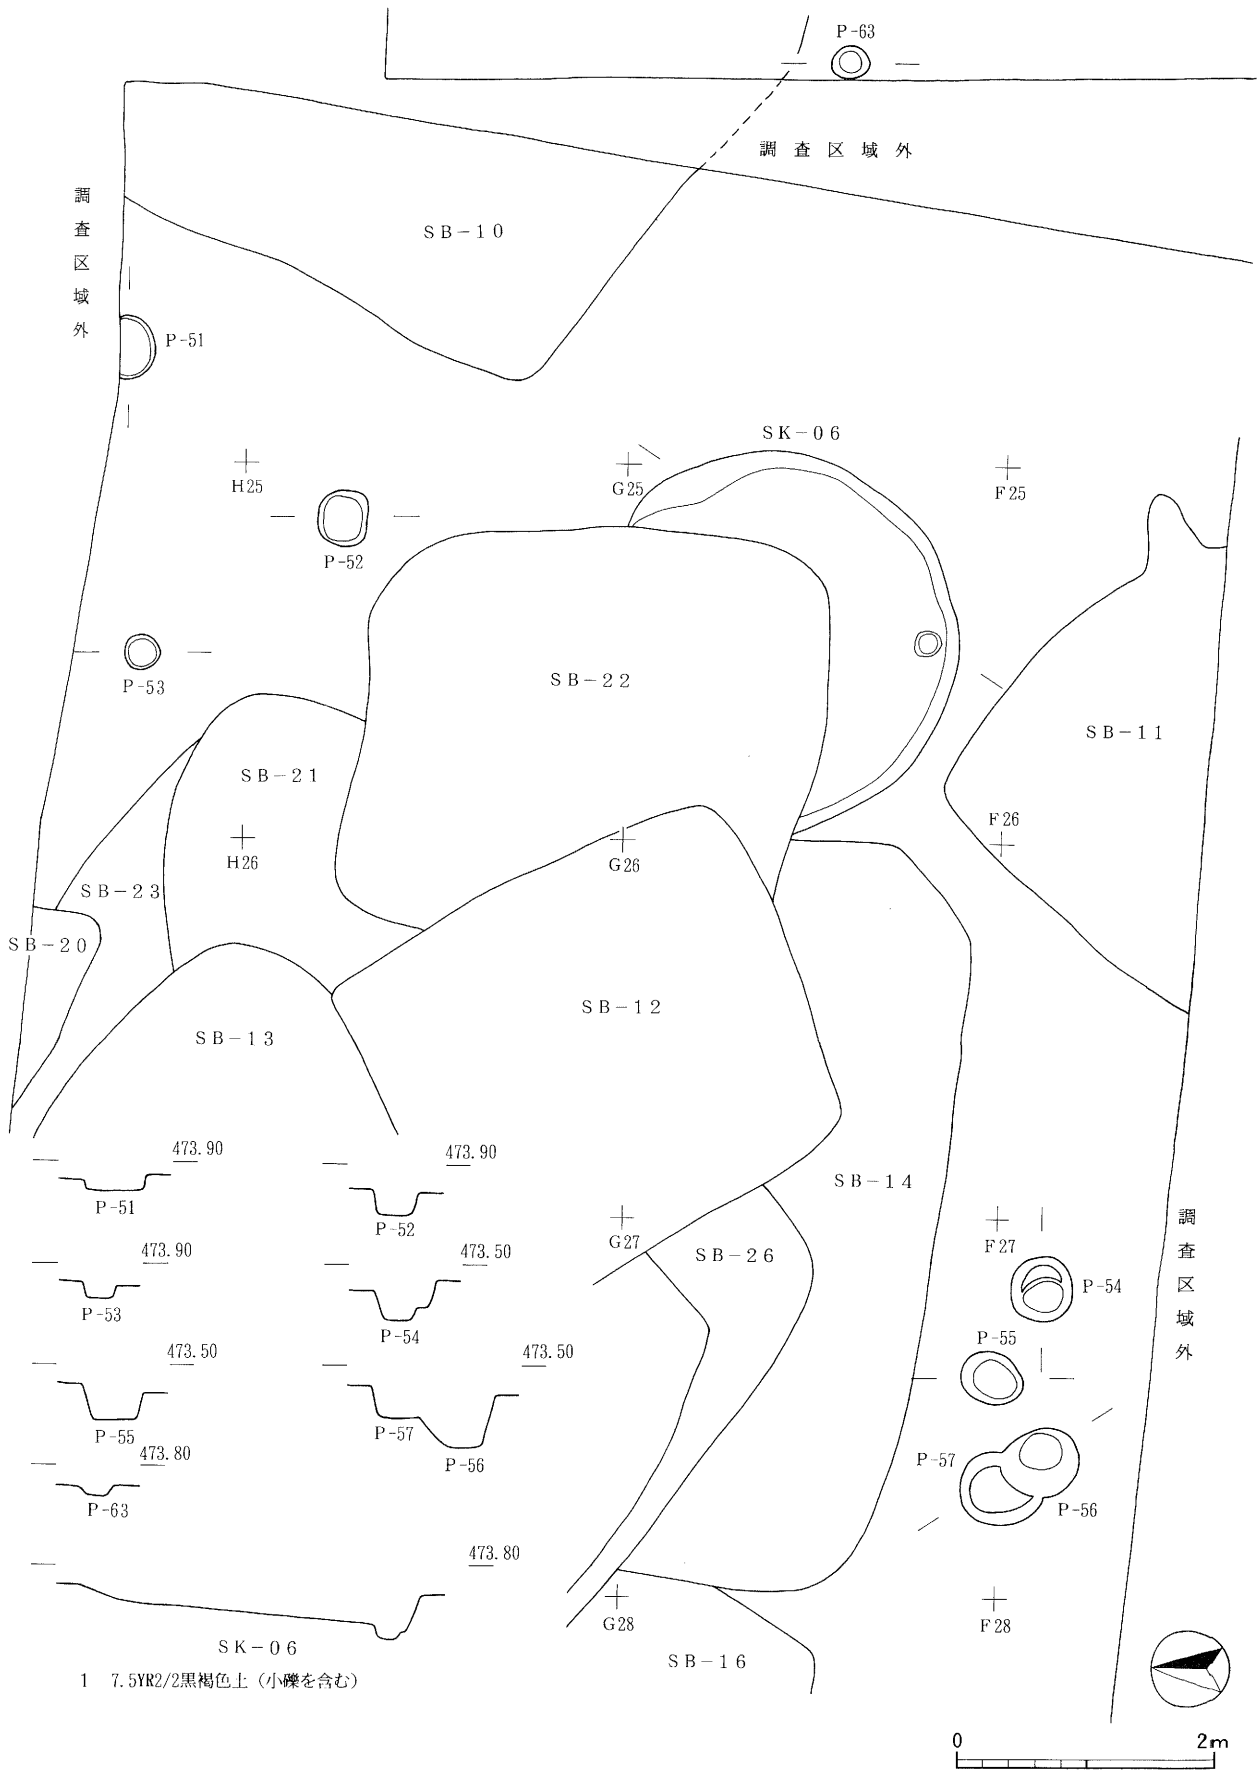 P-63
調査区域外
調査区域外
SB-10
P-51
SK-06
H25
G25
F25
P-52
P-53
SB-22
SB-11
SB-21
F26
H26
G26
SB-23
SB-20
SB-12
SB-13
473.90
P-51
473.90
P-52
SB-14
G27
SB-26
F27
調査区域外
P-54
473.90
P-53
473.50
P-54
P-55
473.50
P-55
473.50
P-57
P-56
P-57
P-56
473.80
P-63
473.80
SK-06
G28
F28
SB-16
1 7.5YR2/2黒褐色土（小礫を含む）
0 2m